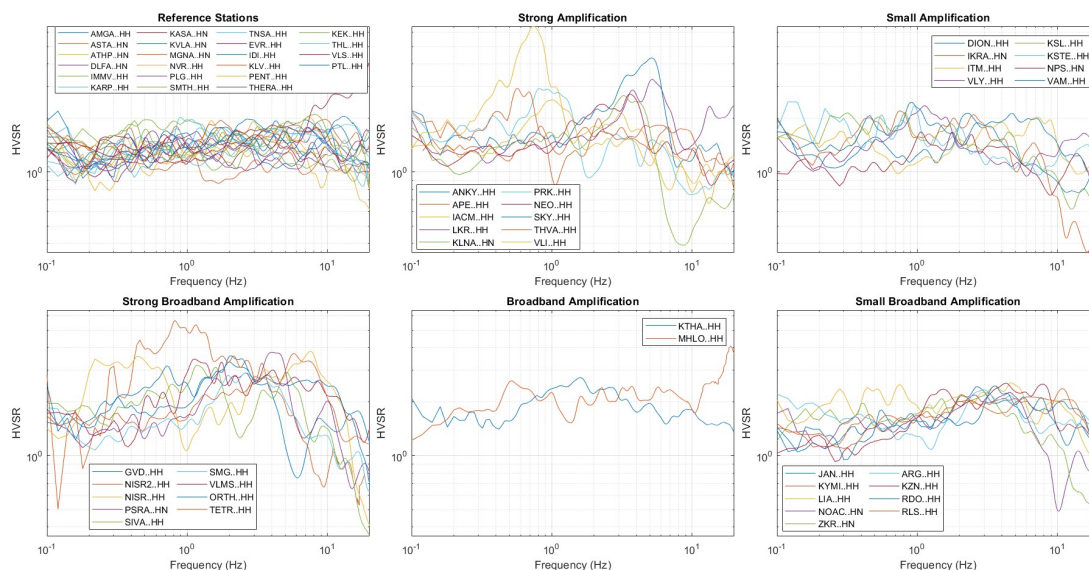 Reference Stations
AMGA..HH KASA..HN TNSA..HH KEK..HH
ASTA..HN KVLA..HN EVR..HH THL..HH
ATHP..HN MGNA..HN IDI..HH VLS..HH
DLFA..HN NVR..HH KLV..HH PTL..HH
IMMV..HH PLG..HH PENT..HH
KARP..HH SMTH..HH THERA..HH
HVSR
10^0
10^-1 10^0 10^1
Frequency (Hz)
Strong Amplification
ANKY..HH PRK..HH
APE..HH NEO..HH
IACM..HH SKY..HH
LKR..HH THVA..HH
KLNA..HN VLI..HH
HVSR
10^0
10^-1 10^0 10^1
Frequency (Hz)
Small Amplification
DION..HH KSL..HH
IKRA..HN KSTE..HH
ITM..HH NPS..HN
VLY..HH VAM..HH
HVSR
10^0
10^-1 10^0 10^1
Frequency (Hz)
Strong Broadband Amplification
GVD..HH SMG..HH
NISR2..HH VLMS..HH
NISR..HH ORTH..HH
PSRA..HN TETR..HH
SIVA..HH
HVSR
10^0
10^-1 10^0 10^1
Frequency (Hz)
Broadband Amplification
KTHA..HH
MHLO..HH
HVSR
10^0
10^-1 10^0 10^1
Frequency (Hz)
Small Broadband Amplification
JAN..HH ARG..HH
KYMI..HH KZN..HH
LIA..HH RDO..HH
NOAC..HN RLS..HH
ZKR..HN
HVSR
10^0
10^-1 10^0 10^1
Frequency (Hz)